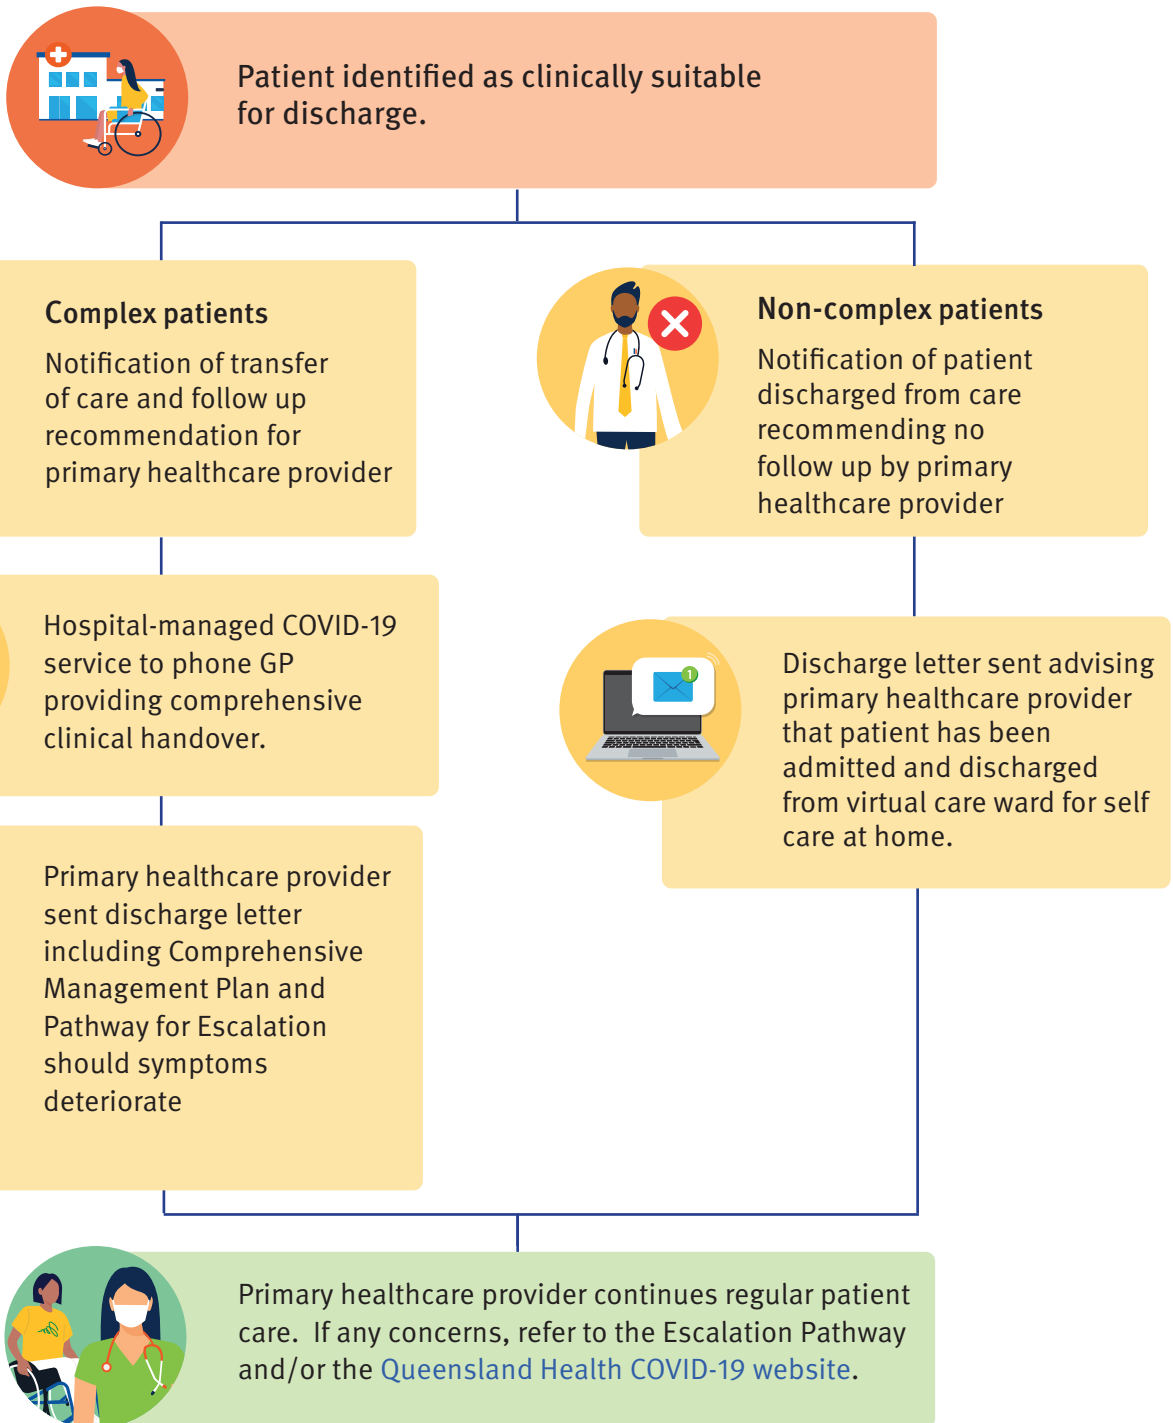 Patient identified as clinically suitable
for discharge.
Complex patients
Notification of transfer
of care and follow up
recommendation for
primary healthcare provider
Hospital-managed COVID-19
service to phone GP
providing comprehensive
clinical handover.
Primary healthcare provider
sent discharge letter
including Comprehensive
Management Plan and
Pathway for Escalation
should symptoms
deteriorate
Non-complex patients
Notification of patient
discharged from care
recommending no
follow up by primary
healthcare provider
1
Discharge letter sent advising
primary healthcare provider
that patient has been
admitted and discharged
from virtual care ward for self
care at home.
Primary healthcare provider continues regular patient
care.  If any concerns, refer to the Escalation Pathway
and/or the Queensland Health COVID-19 website.